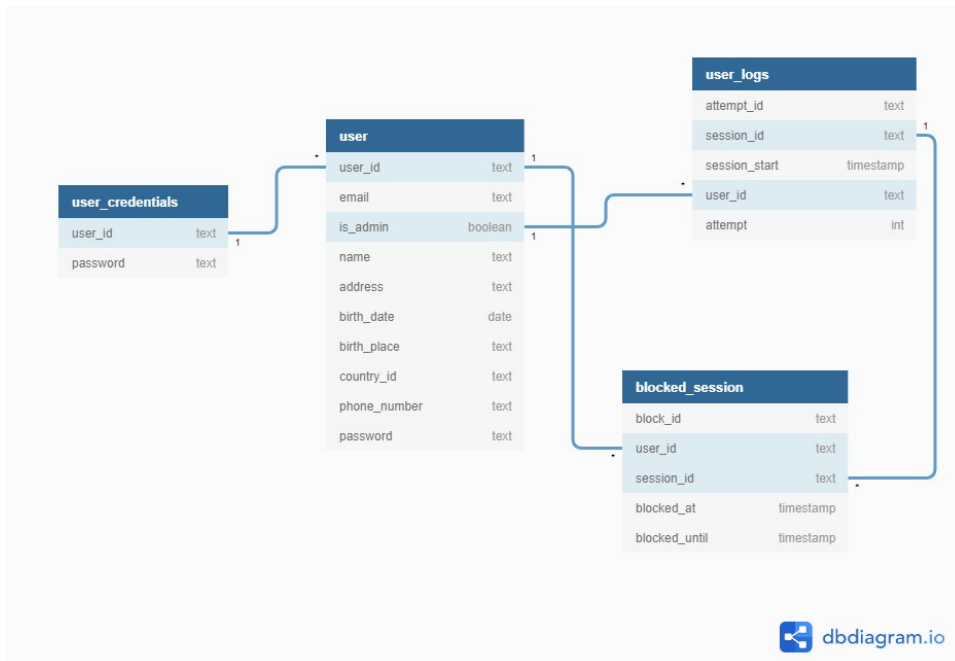 user_credentials
user_id text
password text
user
user_id text
email text
is_admin boolean
name text
address text
birth_date date
birth_place text
country_id text
phone_number text
password text
user_logs
attempt_id text
session_id text
session_start timestamp
user_id text
attempt int
blocked_session
block_id text
user_id text
session_id text
blocked_at timestamp
blocked_until timestamp
1
*
1
1
*
1
*
*
dbdiagram.io